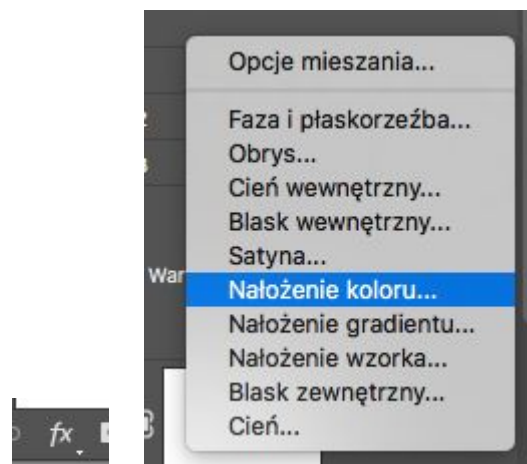 Opcje mieszania...
Faza i płaskorzeźba...
Obrys...
Cień wewnętrzny...
Blask wewnętrzny...
Satyna...
Nałożenie koloru...
Nałożenie gradientu...
Nałożenie wzorka...
Blask zewnętrzny...
Cień...
War
fx